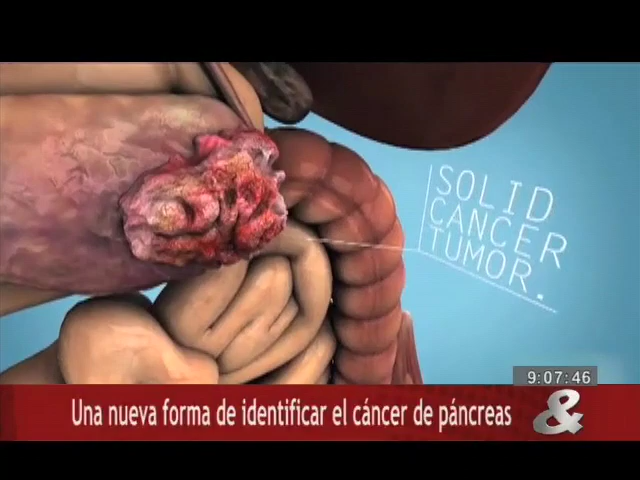 SOLID
CANCER
TUMOR.
9:07:46
Una nueva forma de identificar el cáncer de páncreas
&